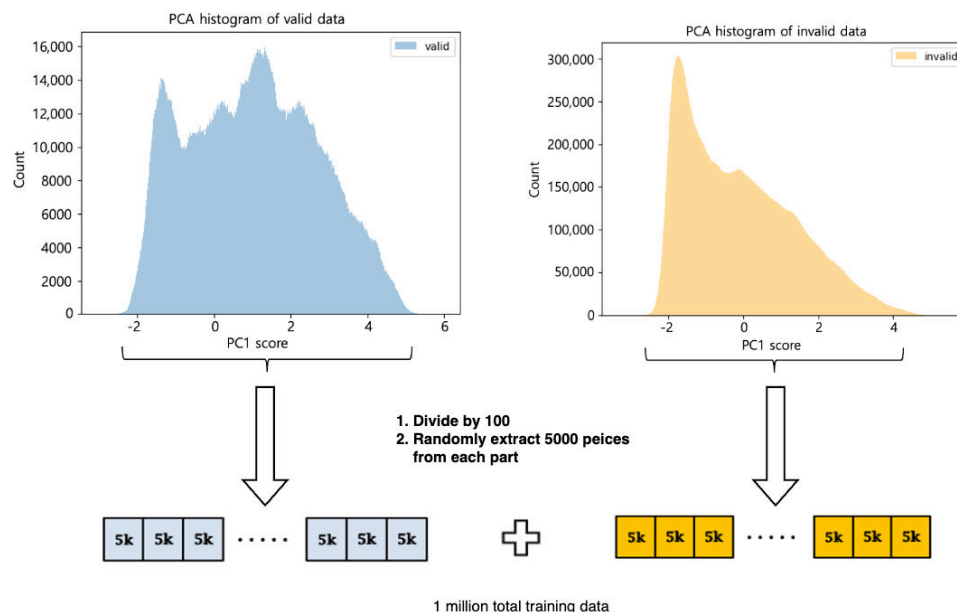 PCA histogram of valid data
16,000
14,000
12,000
10,000
8000
6000
4000
2000
0
Count
valid
-2
0
2
4
6
PC1 score
PCA histogram of invalid data
300,000
250,000
200,000
150,000
100,000
50,000
0
Count
invalid
-2
0
2
4
PC1 score
1. Divide by 100
2. Randomly extract 5000 peices
from each part
5k 5k 5k ..... 5k 5k 5k
5k 5k 5k ..... 5k 5k 5k
1 million total training data